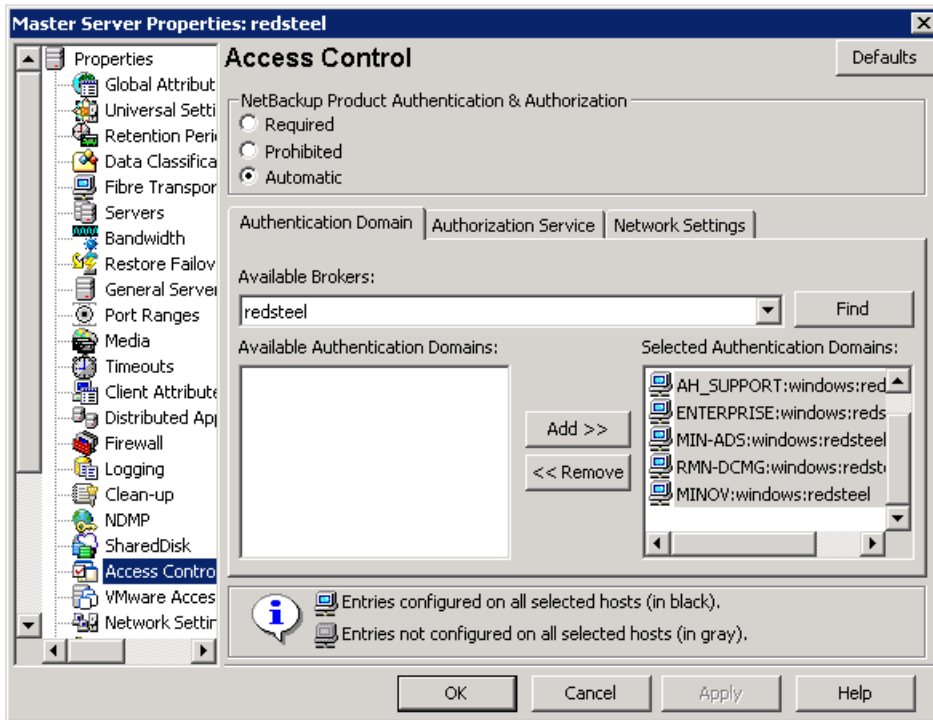 Master Server Properties: redsteel
Properties
Global Attribut
Universal Setti
Retention Peri
Data Classifica
Fibre Transpor
Servers
Bandwidth
Restore Failov
General Server
Port Ranges
Media
Timeouts
Client Attribute
Distributed App
Firewall
Logging
Clean-up
NDMP
SharedDisk
Access Contro
VMware Acces
Network Settin
Access Control
Defaults
NetBackup Product Authentication & Authorization
Required
Prohibited
Automatic
Authentication Domain
Authorization Service
Network Settings
Available Brokers:
redsteel
Find
Available Authentication Domains:
Add >>
<< Remove
Selected Authentication Domains:
AH_SUPPORT:windows:red
ENTERPRISE:windows:reds
MIN-ADS:windows:redsteel
RMN-DCMG:windows:redst
MINOV:windows:redsteel
Entries configured on all selected hosts (in black).
Entries not configured on all selected hosts (in gray).
OK
Cancel
Apply
Help